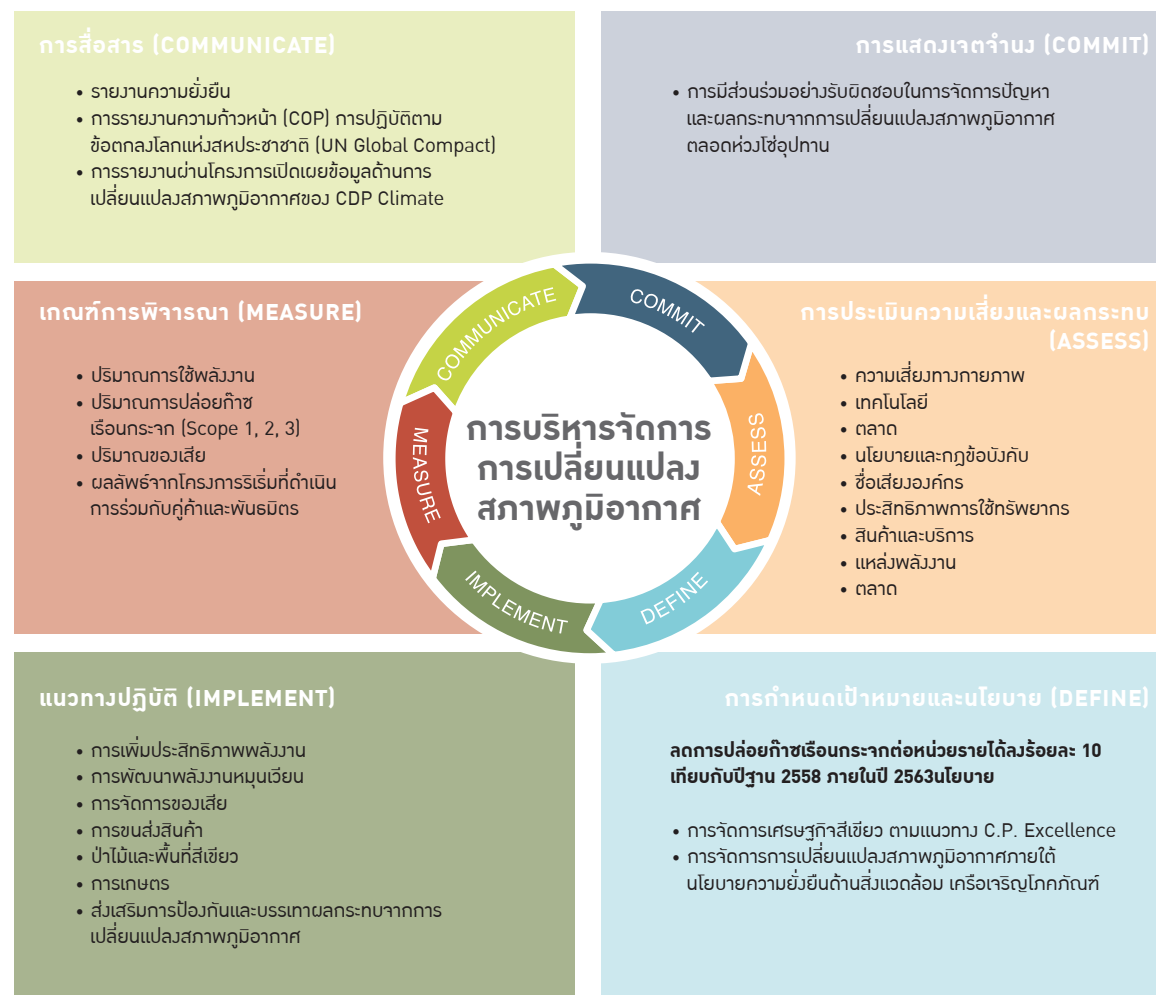 การสื่อสาร (COMMUNICATE)
• รายงานความยั่งยืน
• การรายงานความก้าวหน้า (COP) การปฏิบัติตาม
ข้อตกลงโลกแห่งสหประชาชาติ (UN Global Compact)
• การรายงานผ่านโครงการเปิดเผยข้อมูลด้านการ
เปลี่ยนแปลงสภาพภูมิอากาศของ CDP Climate
การแสดงเจตจำนง (COMMIT)
• การมีส่วนร่วมอย่างรับผิดชอบในการจัดการปัญหา
และผลกระทบจากการเปลี่ยนแปลงสภาพภูมิอากาศ
ตลอดห่วงโซ่อุปทาน
เกณฑ์การพิจารณา (MEASURE)
• ปริมาณการใช้พลังงาน
• ปริมาณการปล่อยก๊าซ
เรือนกระจก (Scope 1, 2, 3)
• ปริมาณของเสีย
• ผลลัพธ์จากโครงการริเริ่มที่ดำเนิน
การร่วมกับคู่ค้าและพันธมิตร
COMMUNICATE
COMMIT
ASSESS
DEFINE
IMPLEMENT
MEASURE
การบริหารจัดการ
การเปลี่ยนแปลง
สภาพภูมิอากาศ
การประเมินความเสี่ยงและผลกระทบ
(ASSESS)
• ความเสี่ยงทางกายภาพ
• เทคโนโลยี
• ตลาด
• นโยบายและกฎข้อบังคับ
• ชื่อเสียงองค์กร
• ประสิทธิภาพการใช้ทรัพยากร
• สินค้าและบริการ
• แหล่งพลังงาน
• ตลาด
แนวทางปฏิบัติ (IMPLEMENT)
• การเพิ่มประสิทธิภาพพลังงาน
• การพัฒนาพลังงานหมุนเวียน
• การจัดการของเสีย
• การขนส่งสินค้า
• ป่าไม้และพื้นที่สีเขียว
• การเกษตร
• ส่งเสริมการป้องกันและบรรเทาผลกระทบจากการ
เปลี่ยนแปลงสภาพภูมิอากาศ
การกำหนดเป้าหมายและนโยบาย (DEFINE)
ลดการปล่อยก๊าซเรือนกระจกต่อหน่วยรายได้ลงร้อยละ 10
เทียบกับปีฐาน 2558 ภายในปี 2563นโยบาย
• การจัดการเศรษฐกิจสีเขียว ตามแนวทาง C.P. Excellence
• การจัดการการเปลี่ยนแปลงสภาพภูมิอากาศภายใต้
นโยบายความยั่งยืนด้านสิ่งแวดล้อม เครือเจริญโภคภัณฑ์